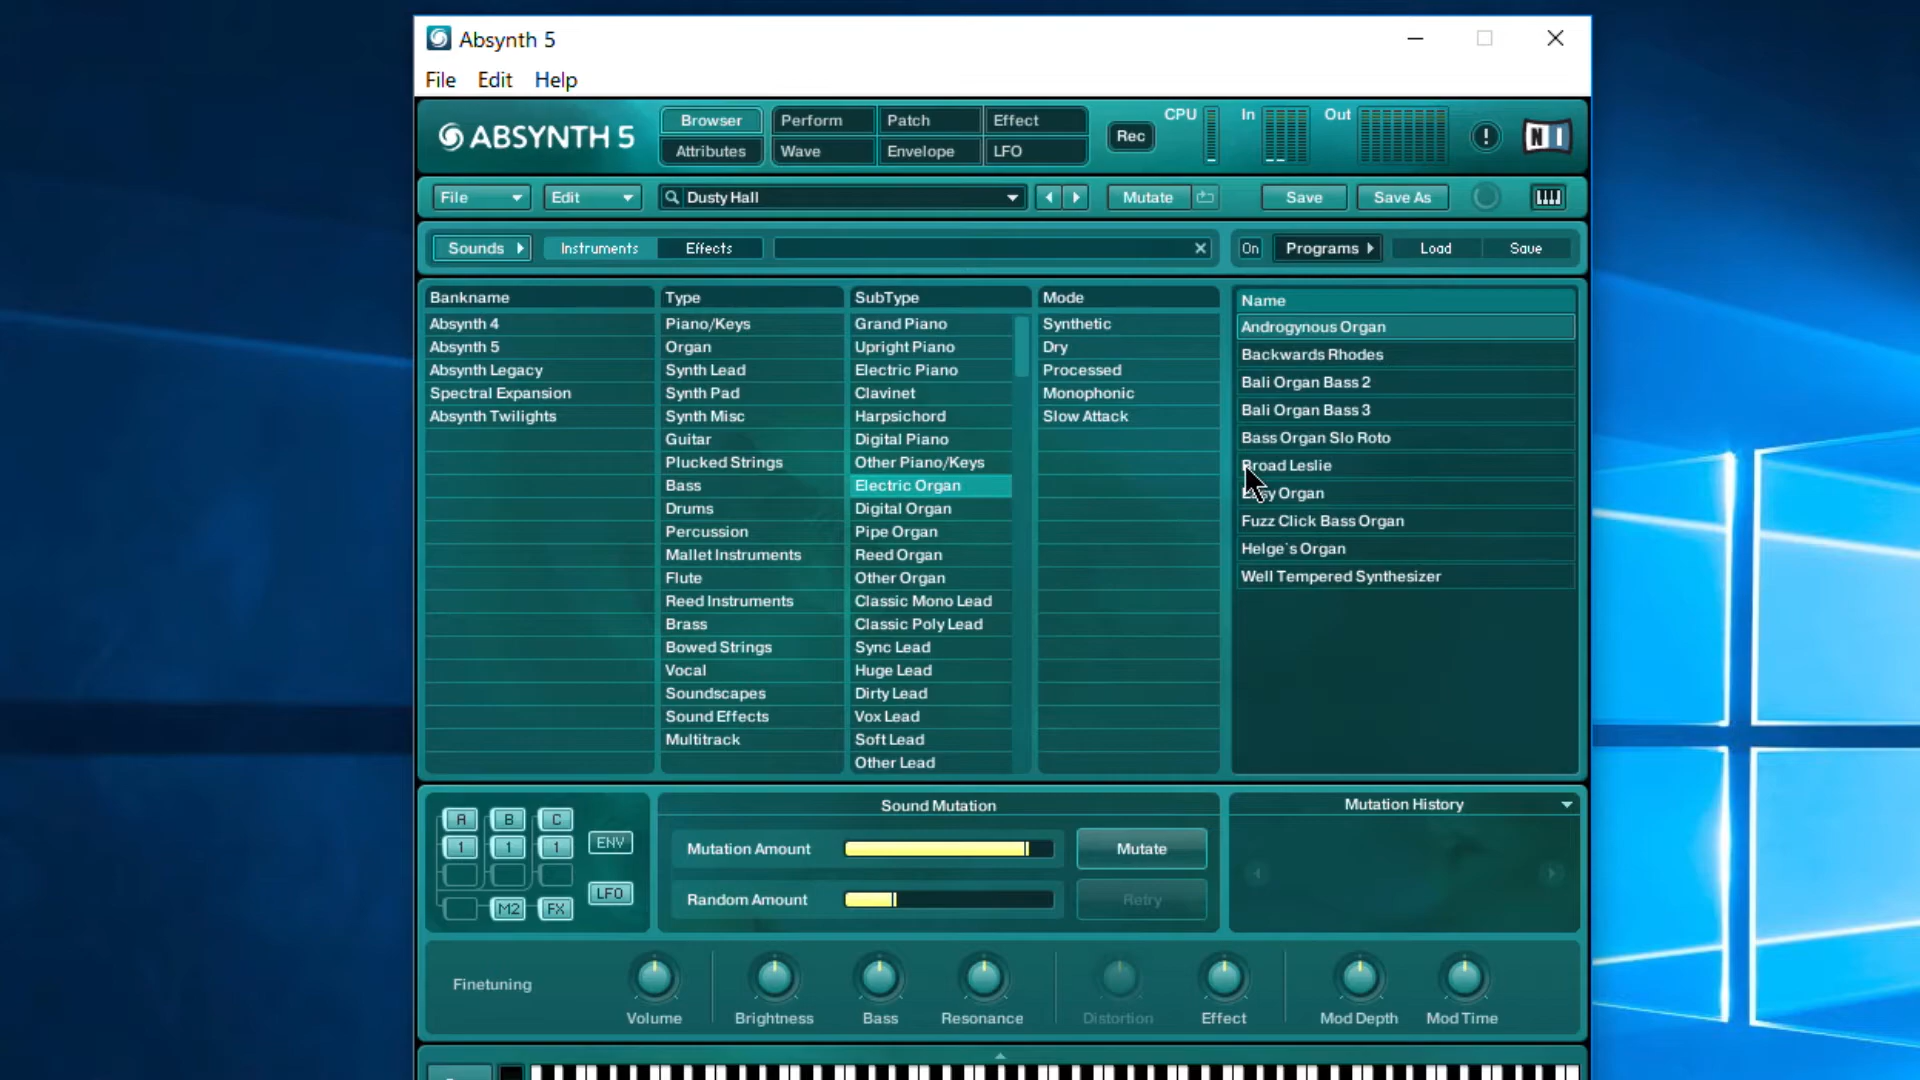 Absynth 5
File Edit Help
ABSYNTH 5
Browser Perform Patch Effect
Attributes Wave Envelope LFO
Rec
CPU In Out
!
NI
File Edit Dusty Hall Mutate Save Save As
Sounds Instruments Effects On Programs Load Save
Bankname
Absynth 4
Absynth 5
Absynth Legacy
Spectral Expansion
Absynth Twilights
Type
Piano/Keys
Organ
Synth Lead
Synth Pad
Synth Misc
Guitar
Plucked Strings
Bass
Drums
Percussion
Mallet Instruments
Flute
Reed Instruments
Brass
Bowed Strings
Vocal
Soundscapes
Sound Effects
Multitrack
SubType
Grand Piano
Upright Piano
Electric Piano
Clavinet
Harpsichord
Digital Piano
Other Piano/Keys
Electric Organ
Digital Organ
Pipe Organ
Reed Organ
Other Organ
Classic Mono Lead
Classic Poly Lead
Sync Lead
Huge Lead
Dirty Lead
Vox Lead
Soft Lead
Other Lead
Mode
Synthetic
Dry
Processed
Monophonic
Slow Attack
Name
Androgynous Organ
Backwards Rhodes
Bali Organ Bass 2
Bali Organ Bass 3
Bass Organ Slo Roto
Broad Leslie
Organ
Fuzz Click Bass Organ
Helge`s Organ
Well Tempered Synthesizer
A B C
1 1 1
M2 FX
ENV
LFO
Sound Mutation
Mutation Amount Mutate
Random Amount Retry
Mutation History
Finetuning
Volume Brightness Bass Resonance Distortion Effect Mod Depth Mod Time